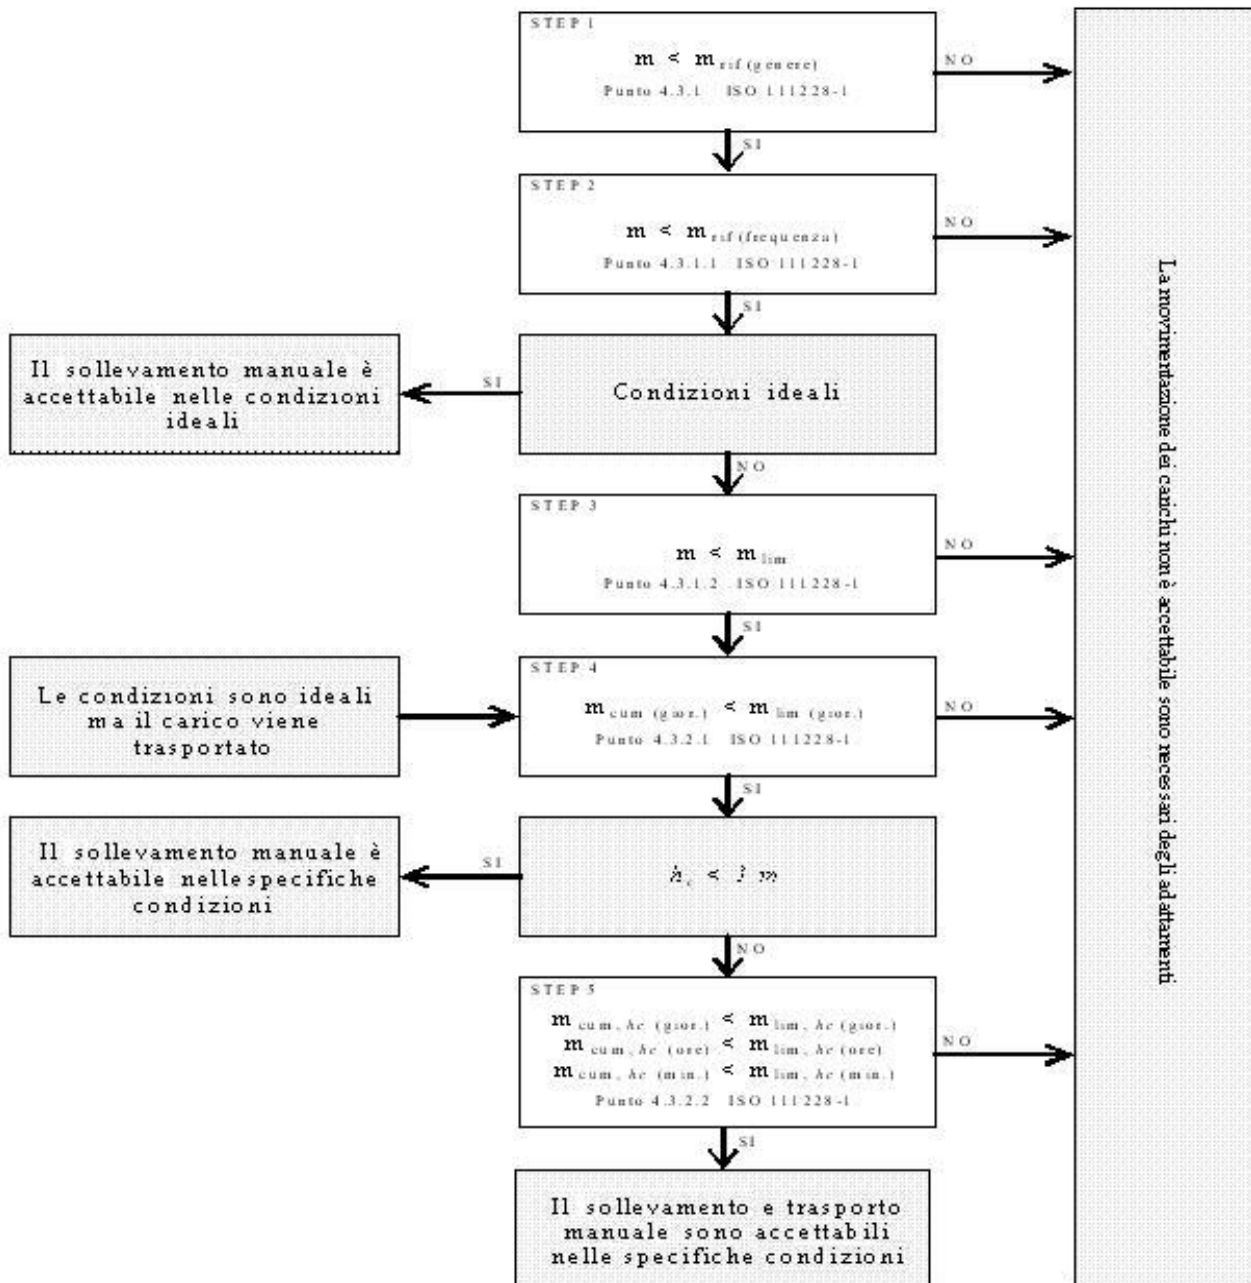 STEP 1
m < m rif (genere)
Punto 4.3.1 ISO 111228-1
NO
SI
STEP 2
m < m rif (frequenza)
Punto 4.3.1.1 ISO 111228-1
NO
SI
Il sollevamento manuale è
accettabile nelle condizioni
ideali
SI
Condizioni ideali
NO
STEP 3
m < m lim
Punto 4.3.1.2 ISO 111228-1
NO
SI
Le condizioni sono ideali
ma il carico viene
trasportato
STEP 4
m cum (gior.) < m lim (gior.)
Punto 4.3.2.1 ISO 111228-1
NO
SI
Il sollevamento manuale è
accettabile nelle specifiche
condizioni
SI
h c < 3 m
NO
STEP 5
m cum, hc (gior.) < m lim, hc (gior.)
m cum, hc (ore) < m lim, hc (ore)
m cum, hc (min.) < m lim, hc (min.)
Punto 4.3.2.2 ISO 111228-1
NO
SI
Il sollevamento e trasporto
manuale sono accettabili
nelle specifiche condizioni
La movimentazione dei carichi non è accettabile sono necessari degli adattamenti